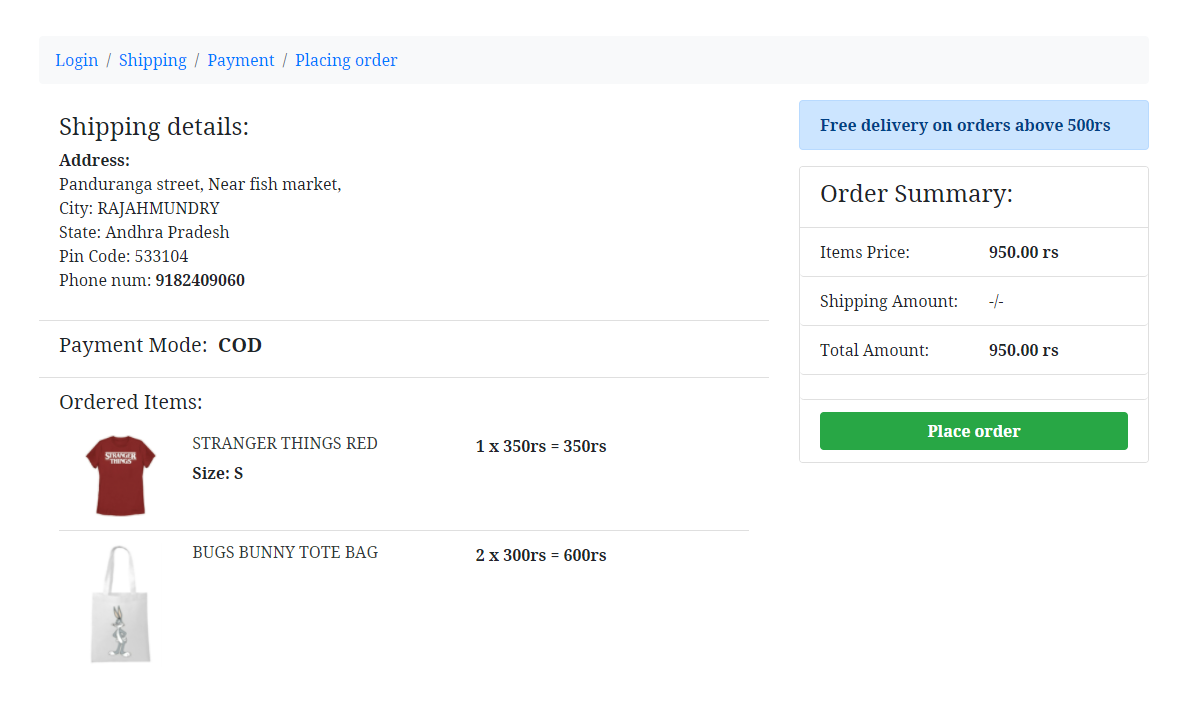 Login / Shipping / Payment / Placing order
Shipping details:
Address:
Panduranga street, Near fish market,
City: RAJAHMUNDRY
State: Andhra Pradesh
Pin Code: 533104
Phone num: 9182409060
Payment Mode: COD
Ordered Items:
STRANGER THINGS
STRANGER THINGS RED
Size: S
1 x 350rs = 350rs
BUGS BUNNY TOTE BAG
2 x 300rs = 600rs
Free delivery on orders above 500rs
Order Summary:
Items Price: 950.00 rs
Shipping Amount: -/-
Total Amount: 950.00 rs
Place order